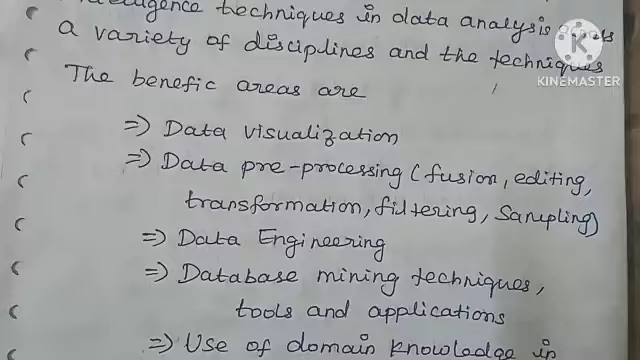 intelligence techniques in data analysis
a variety of disciplines and the techniques
The benefic areas are
=> Data visualization
=> Data pre-processing (fusion, editing,
transformation, filtering, sampling)
=> Data Engineering
=> Database mining techniques,
tools and applications
=> Use of domain knowledge in
KINEMASTER